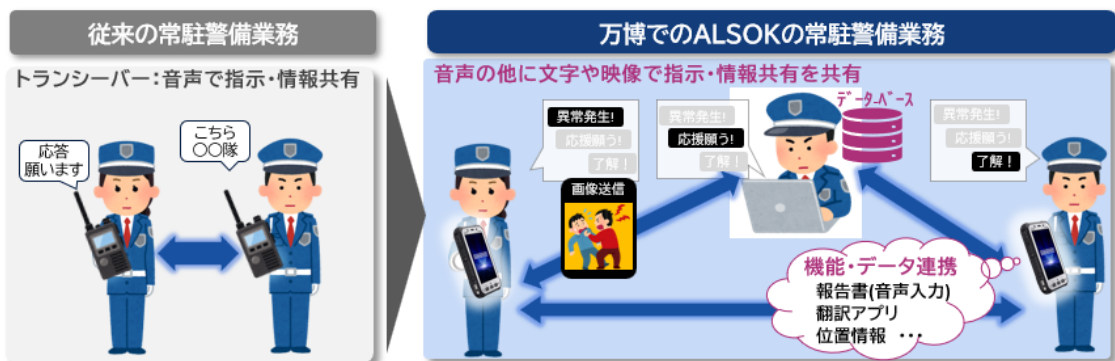 従来の常駐警備業務
トランシーバー：音声で指示・情報共有
応答
願います
こちら
〇〇隊
万博でのALSOKの常駐警備業務
音声の他に文字や映像で指示・情報共有を共有
異常発生!
応援願う!
了解！
画像送信
異常発生!
応援願う!
了解！
ﾃﾞｰﾀﾍﾞｰｽ
異常発生!
応援願う!
了解！
機能・データ連携
報告書(音声入力)
翻訳アプリ
位置情報 ・・・